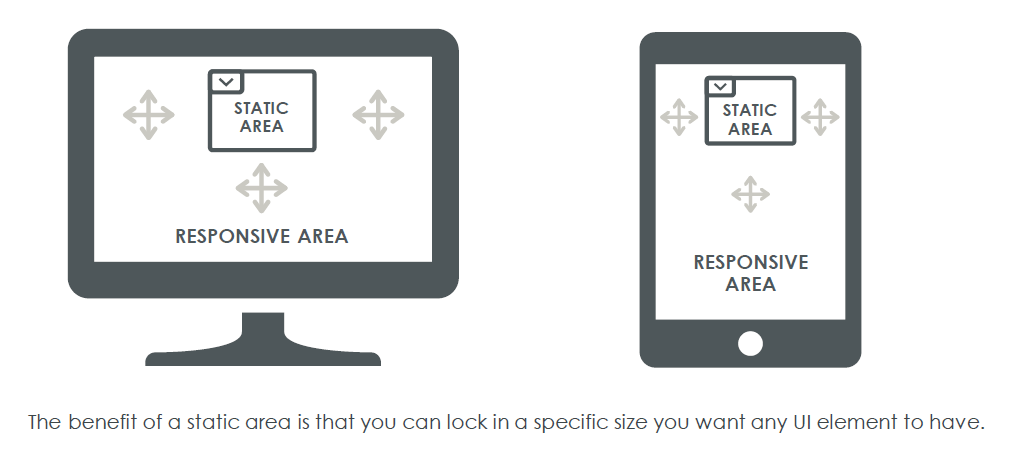 STATIC
AREA
RESPONSIVE AREA
STATIC
AREA
RESPONSIVE
AREA
The benefit of a static area is that you can lock in a specific size you want any UI element to have.